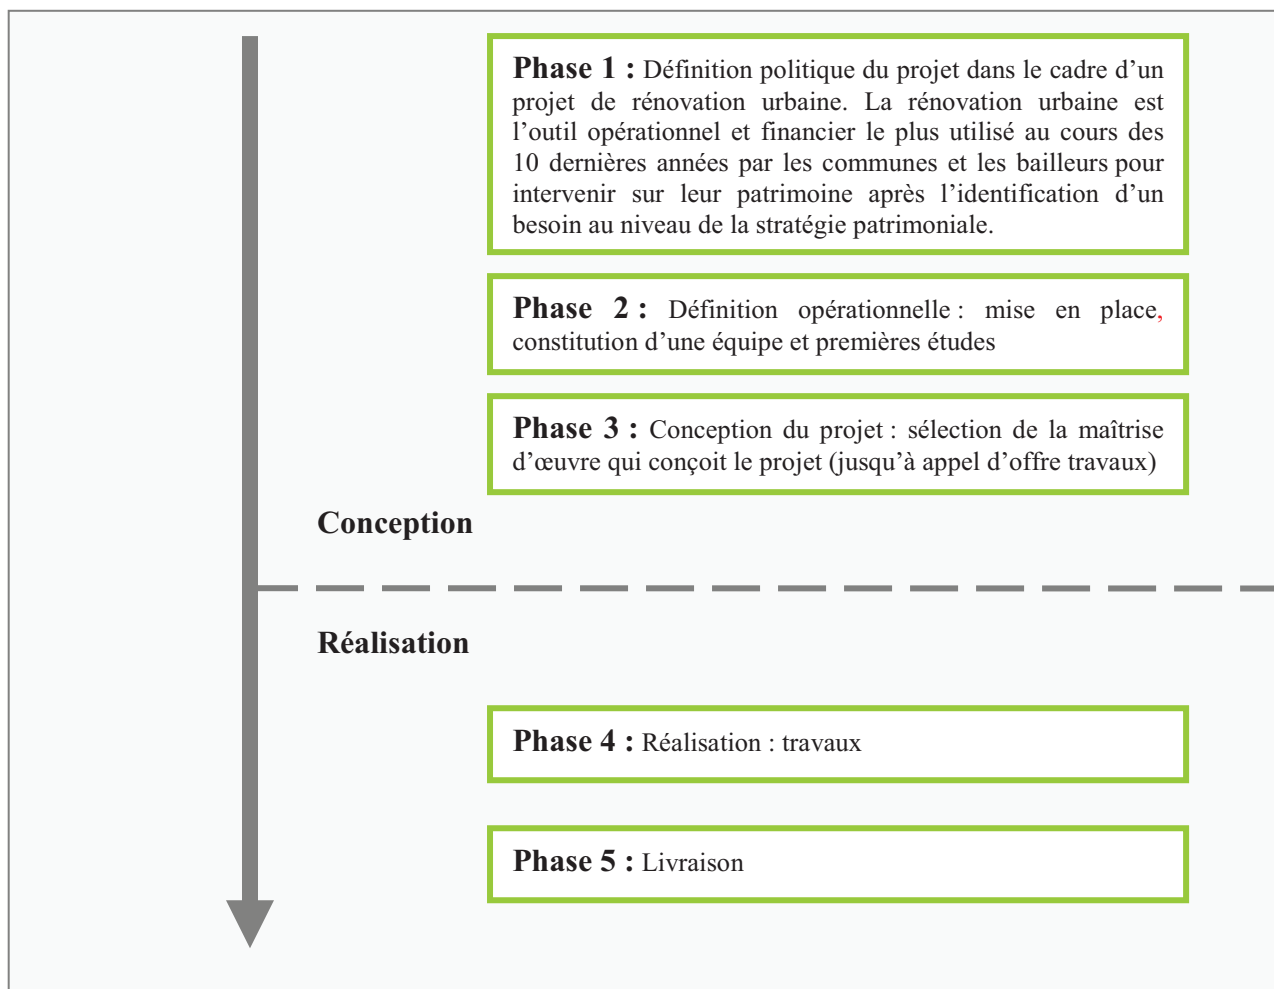 Phase 1 : Définition politique du projet dans le cadre d’un
projet de rénovation urbaine. La rénovation urbaine est
l’outil opérationnel et financier le plus utilisé au cours des
10 dernières années par les communes et les bailleurs pour
intervenir sur leur patrimoine après l’identification d’un
besoin au niveau de la stratégie patrimoniale.
Phase 2 : Définition opérationnelle : mise en place,
constitution d’une équipe et premières études
Phase 3 : Conception du projet : sélection de la maîtrise
d’œuvre qui conçoit le projet (jusqu’à appel d’offre travaux)
Conception
Réalisation
Phase 4 : Réalisation : travaux
Phase 5 : Livraison